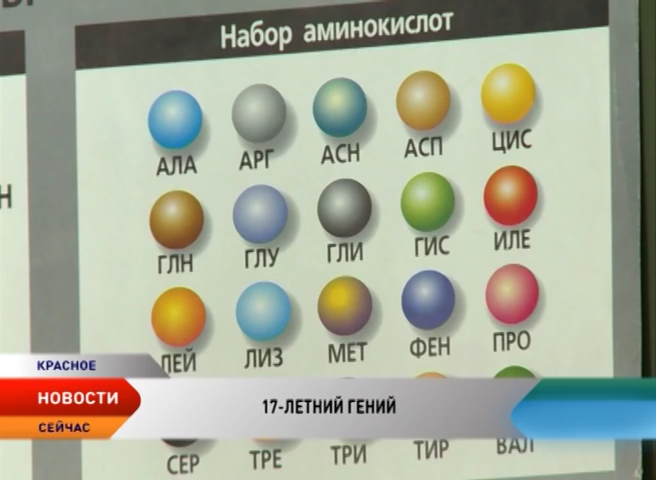 Набор аминокислот
АЛА АРГ АСН АСП ЦИС
ГЛН ГЛУ ГЛИ ГИС ИЛЕ
ЛЕЙ ЛИЗ МЕТ ФЕН ПРО
КРАСНОЕ
НОВОСТИ
17-ЛЕТНИЙ ГЕНИЙ
СЕЙЧАС
СЕР ТРЕ ТРИ ТИР ВАЛ